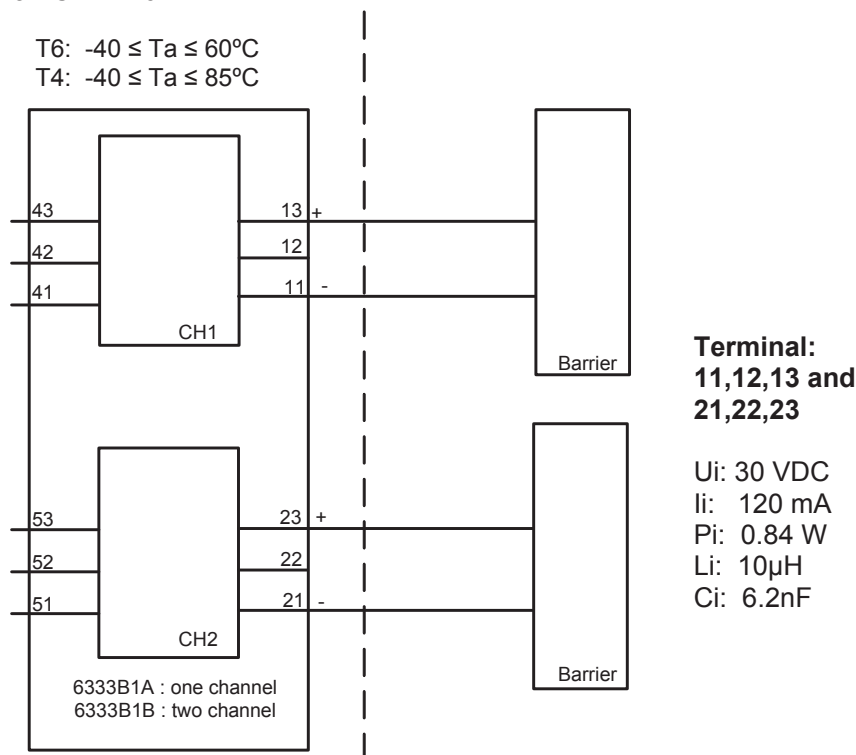 T6: -40 ≤ Ta ≤ 60ºC
T4: -40 ≤ Ta ≤ 85ºC
43
42
41
13 +
12
11 -
CH1
Barrier
53
52
51
23 +
22
21 -
CH2
Barrier
6333B1A : one channel
6333B1B : two channel
Terminal:
11,12,13 and
21,22,23
Ui: 30 VDC
Ii: 120 mA
Pi: 0.84 W
Li: 10µH
Ci: 6.2nF